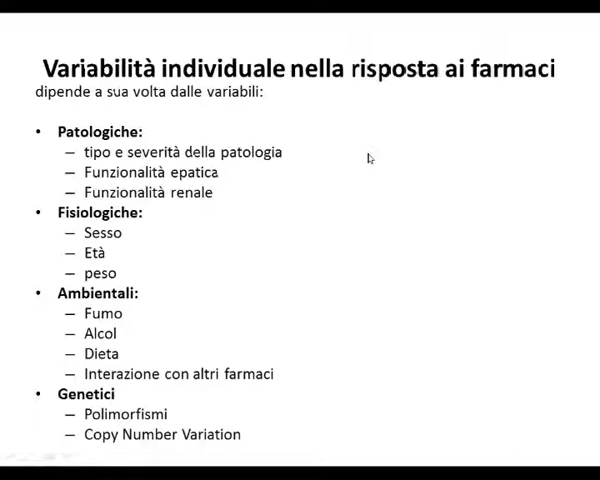 Variabilità individuale nella risposta ai farmaci
dipende a sua volta dalle variabili:
• Patologiche:
– tipo e severità della patologia
– Funzionalità epatica
– Funzionalità renale
• Fisiologiche:
– Sesso
– Età
– peso
• Ambientali:
– Fumo
– Alcol
– Dieta
– Interazione con altri farmaci
• Genetici
– Polimorfismi
– Copy Number Variation